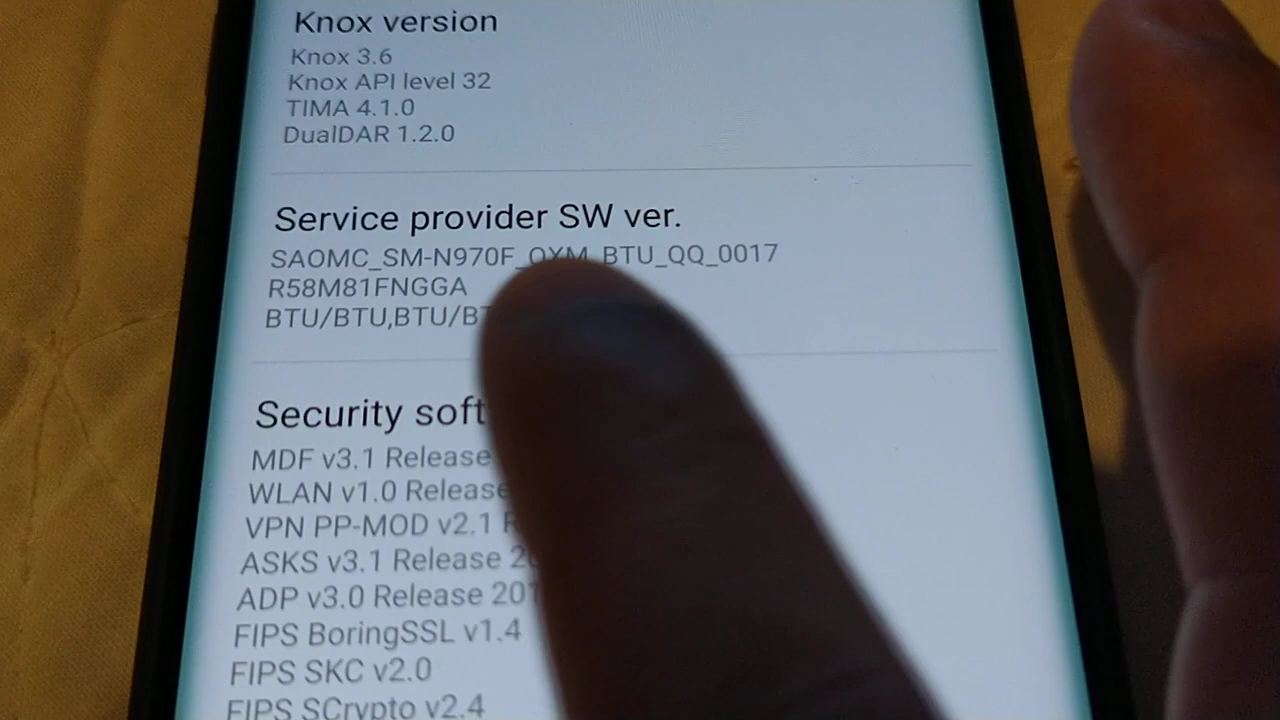 Knox version
Knox 3.6
Knox API level 32
TIMA 4.1.0
DualDAR 1.2.0
Service provider SW ver.
SAOMC_SM-N970F_OXM_BTU_QQ_0017
R58M81FNGGA
BTU/BTU,BTU/
Security
MDF v3.1 Release
WLAN v1.0 Release
VPN PP-MOD v2.1
ASKS v3.1 Release
ADP v3.0 Release
FIPS BoringSSL v1.4
FIPS SKC v2.0
FIPS SCrypto v2.4